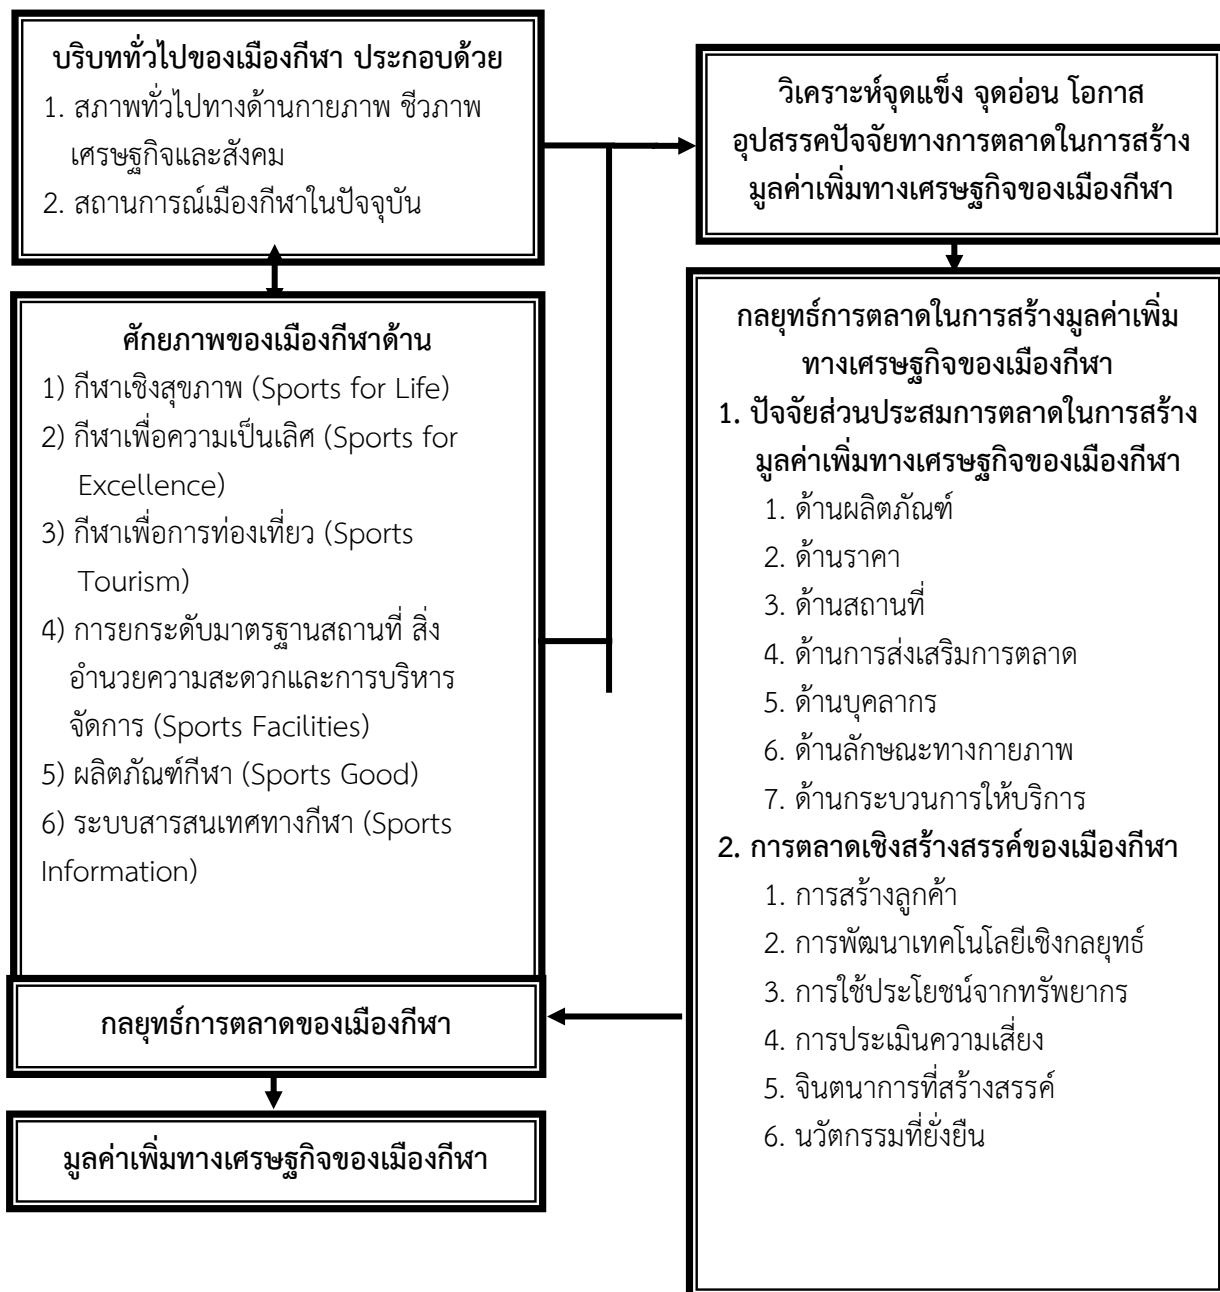 บริบททั่วไปของเมืองกีฬา ประกอบด้วย
1. สภาพทั่วไปทางด้านกายภาพ ชีวภาพ
เศรษฐกิจและสังคม
2. สถานการณ์เมืองกีฬาในปัจจุบัน
ศักยภาพของเมืองกีฬาด้าน
1) กีฬาเชิงสุขภาพ (Sports for Life)
2) กีฬาเพื่อความเป็นเลิศ (Sports for
Excellence)
3) กีฬาเพื่อการท่องเที่ยว (Sports
Tourism)
4) การยกระดับมาตรฐานสถานที่ สิ่ง
อำนวยความสะดวกและการบริหาร
จัดการ (Sports Facilities)
5) ผลิตภัณฑ์กีฬา (Sports Good)
6) ระบบสารสนเทศทางกีฬา (Sports
Information)
กลยุทธ์การตลาดของเมืองกีฬา
มูลค่าเพิ่มทางเศรษฐกิจของเมืองกีฬา
วิเคราะห์จุดแข็ง จุดอ่อน โอกาส
อุปสรรคปัจจัยทางการตลาดในการสร้าง
มูลค่าเพิ่มทางเศรษฐกิจของเมืองกีฬา
กลยุทธ์การตลาดในการสร้างมูลค่าเพิ่ม
ทางเศรษฐกิจของเมืองกีฬา
1. ปัจจัยส่วนประสมการตลาดในการสร้าง
มูลค่าเพิ่มทางเศรษฐกิจของเมืองกีฬา
1. ด้านผลิตภัณฑ์
2. ด้านราคา
3. ด้านสถานที่
4. ด้านการส่งเสริมการตลาด
5. ด้านบุคลากร
6. ด้านลักษณะทางกายภาพ
7. ด้านกระบวนการให้บริการ
2. การตลาดเชิงสร้างสรรค์ของเมืองกีฬา
1. การสร้างลูกค้า
2. การพัฒนาเทคโนโลยีเชิงกลยุทธ์
3. การใช้ประโยชน์จากทรัพยากร
4. การประเมินความเสี่ยง
5. จินตนาการที่สร้างสรรค์
6. นวัตกรรมที่ยั่งยืน